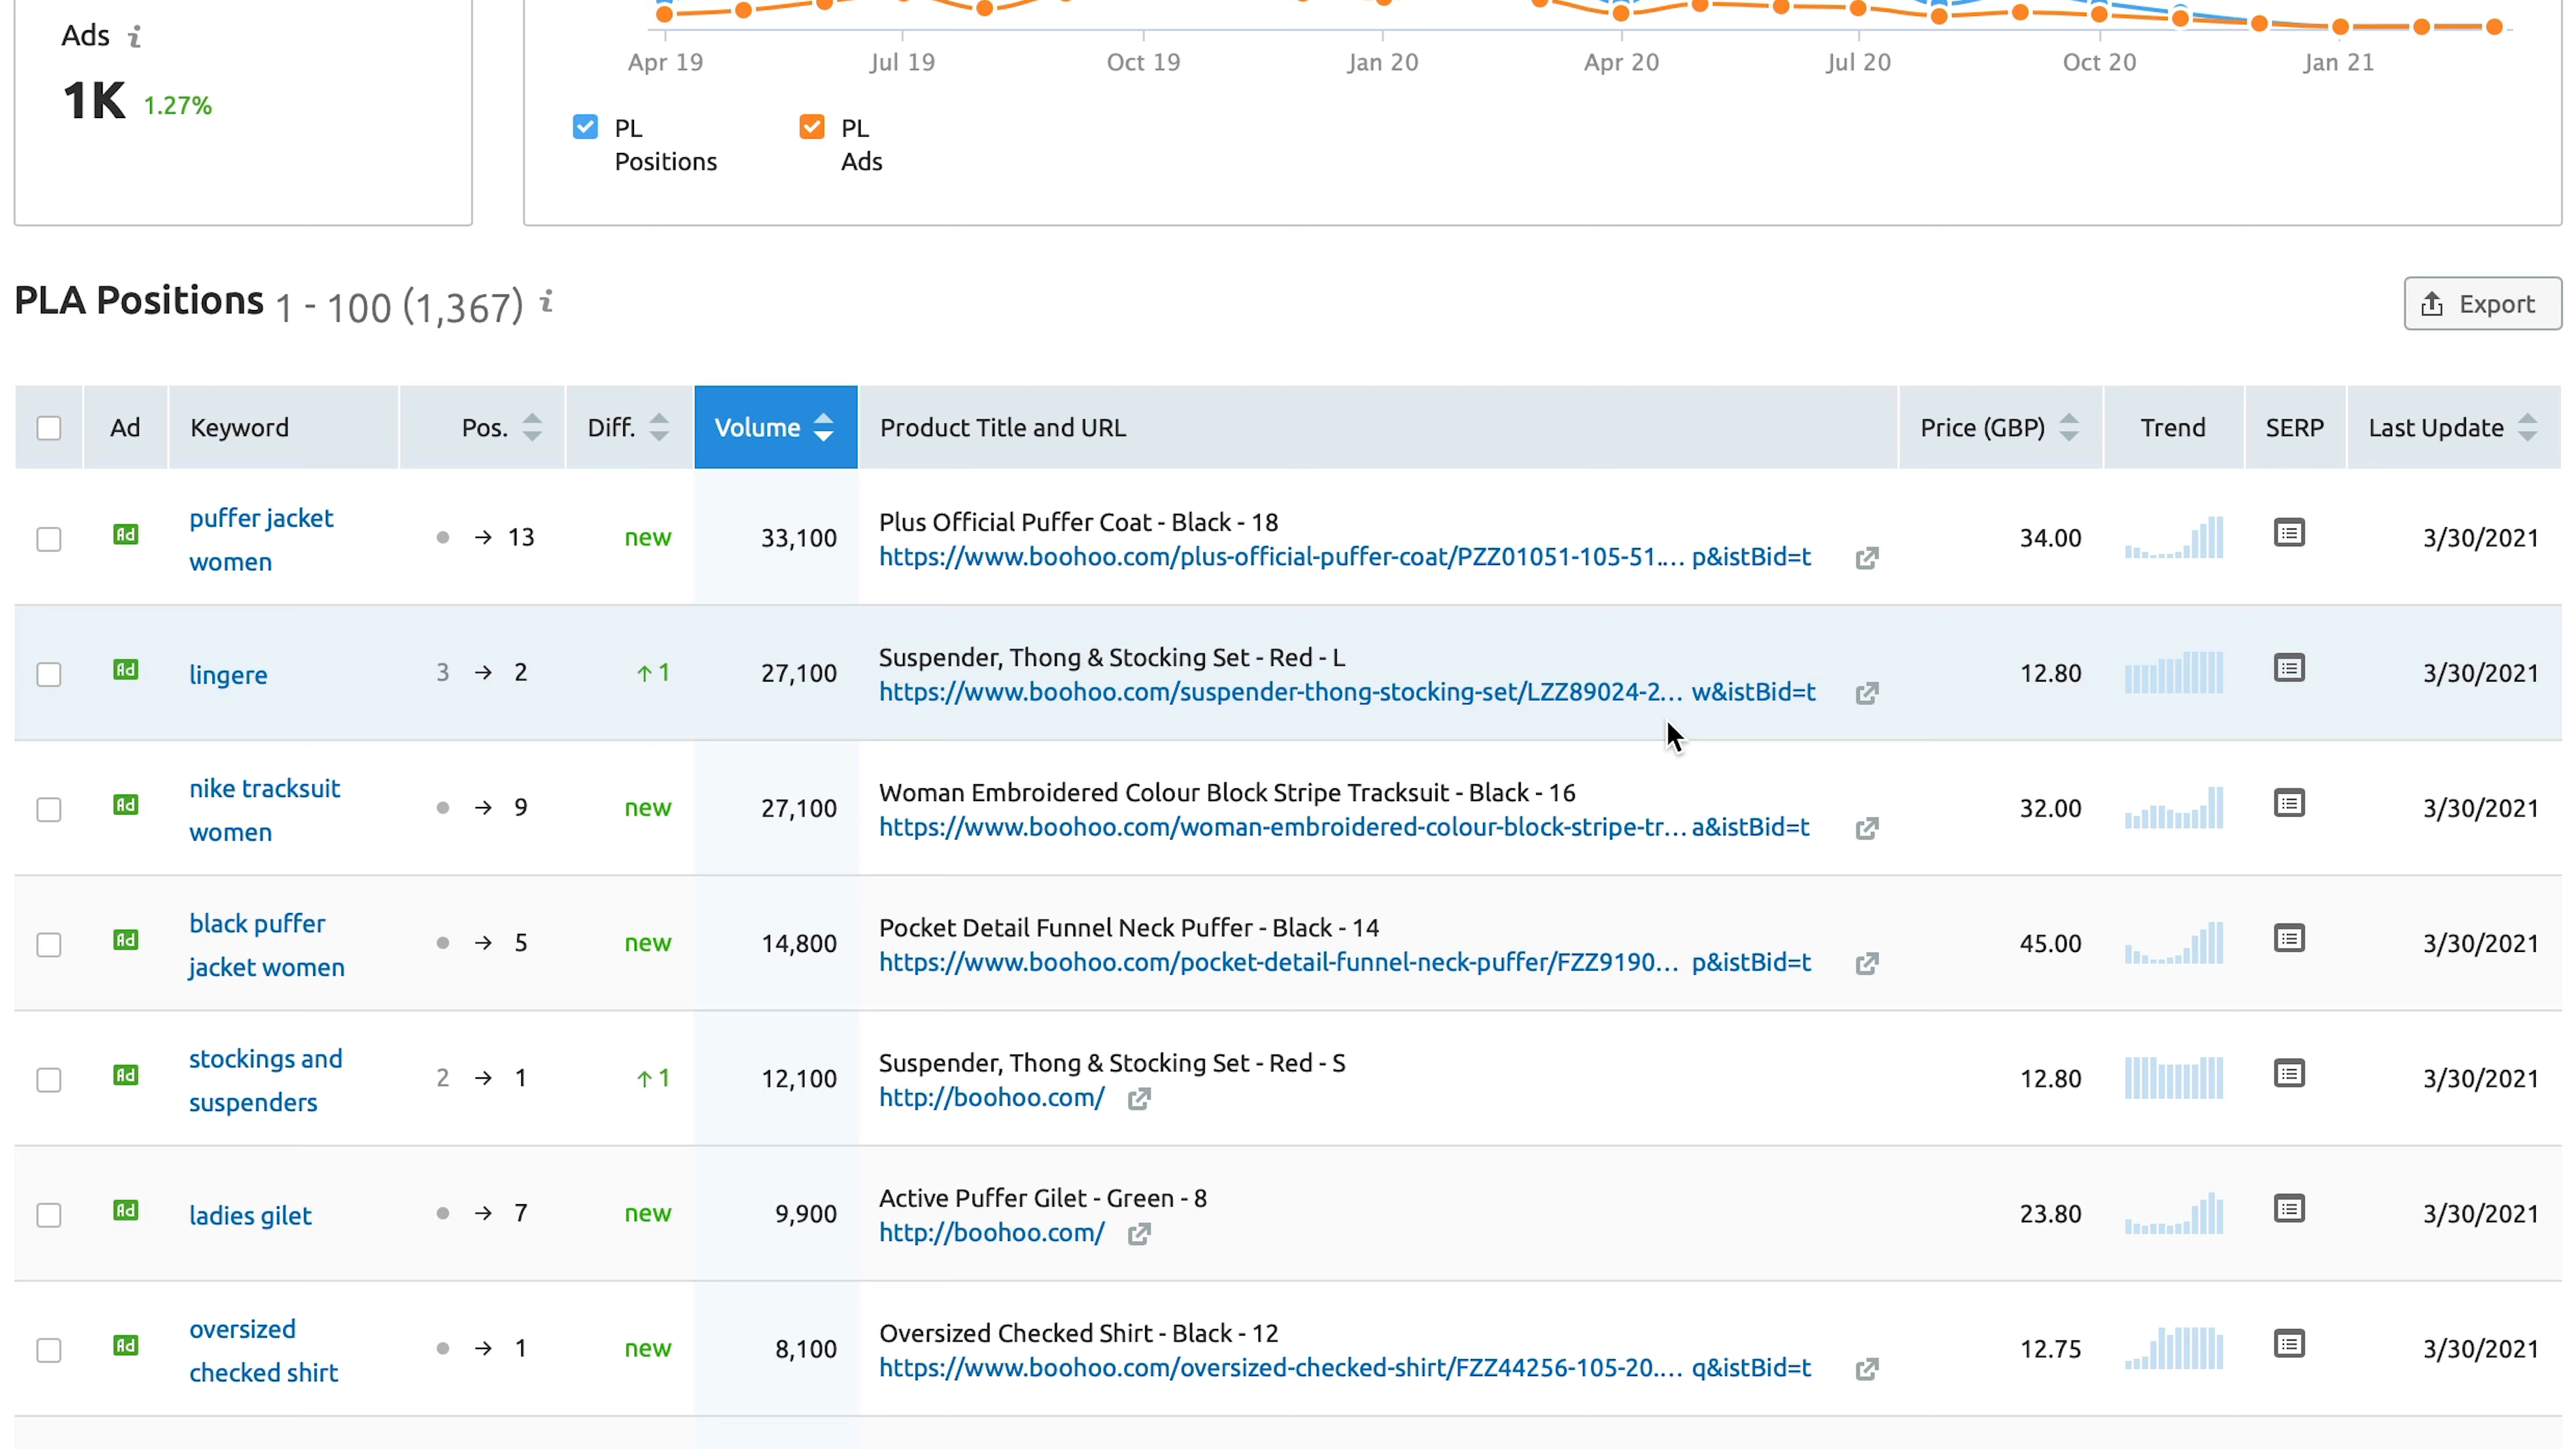 Ads i
1K 1.27%
Apr 19 Jul 19 Oct 19 Jan 20 Apr 20 Jul 20 Oct 20 Jan 21
PL Positions
PL Ads
PLA Positions 1 - 100 (1,367) i
Export
Ad Keyword Pos. Diff. Volume Product Title and URL Price (GBP) Trend SERP Last Update
Ad puffer jacket women → 13 new 33,100 Plus Official Puffer Coat - Black - 18 34.00 3/30/2021
https://www.boohoo.com/plus-official-puffer-coat/PZZ01051-105-51.… p&istBid=t
Ad lingere 3 → 2 ↑ 1 27,100 Suspender, Thong & Stocking Set - Red - L 12.80 3/30/2021
https://www.boohoo.com/suspender-thong-stocking-set/LZZ89024-2… w&istBid=t
Ad nike tracksuit women → 9 new 27,100 Woman Embroidered Colour Block Stripe Tracksuit - Black - 16 32.00 3/30/2021
https://www.boohoo.com/woman-embroidered-colour-block-stripe-tr… a&istBid=t
Ad black puffer jacket women → 5 new 14,800 Pocket Detail Funnel Neck Puffer - Black - 14 45.00 3/30/2021
https://www.boohoo.com/pocket-detail-funnel-neck-puffer/FZZ9190… p&istBid=t
Ad stockings and suspenders 2 → 1 ↑ 1 12,100 Suspender, Thong & Stocking Set - Red - S 12.80 3/30/2021
http://boohoo.com/
Ad ladies gilet → 7 new 9,900 Active Puffer Gilet - Green - 8 23.80 3/30/2021
http://boohoo.com/
Ad oversized checked shirt → 1 new 8,100 Oversized Checked Shirt - Black - 12 12.75 3/30/2021
https://www.boohoo.com/oversized-checked-shirt/FZZ44256-105-20.… q&istBid=t